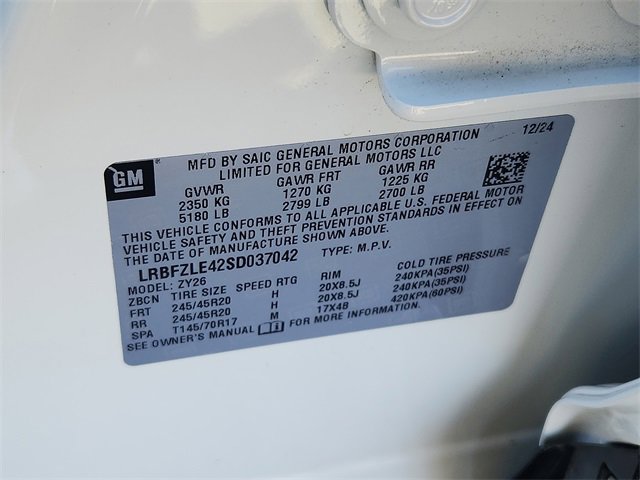 GM
MFD BY SAIC GENERAL MOTORS CORPORATION 12/24
LIMITED FOR GENERAL MOTORS LLC
GVWR GAWR FRT GAWR RR
2350 KG 1270 KG 1225 KG
5180 LB 2799 LB 2700 LB
THIS VEHICLE CONFORMS TO ALL APPLICABLE U.S. FEDERAL MOTOR
VEHICLE SAFETY AND THEFT PREVENTION STANDARDS IN EFFECT ON
THE DATE OF MANUFACTURE SHOWN ABOVE.
LRBFZLE42SD037042 TYPE: M.P.V.
MODEL: ZY26
ZBCN TIRE SIZE SPEED RTG RIM COLD TIRE PRESSURE
FRT 245/45R20 H 20X8.5J 240KPA(35PSI)
RR 245/45R20 H 20X8.5J 240KPA(35PSI)
SPA T145/70R17 M 17X4B 420KPA(60PSI)
SEE OWNER'S MANUAL FOR MORE INFORMATION.